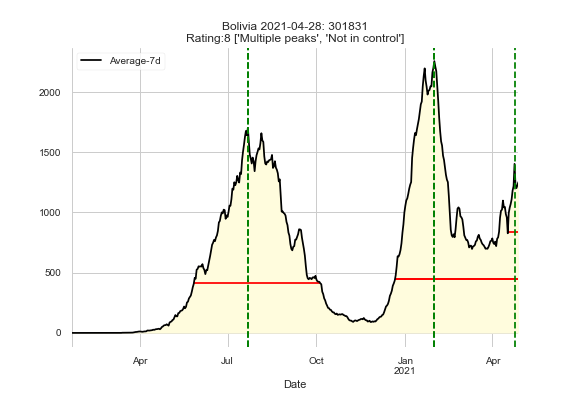 Bolivia 2021-04-28: 301831
Rating:8 ['Multiple peaks', 'Not in control']
Average-7d
2000
1500
1000
500
0
Apr Jul Oct Jan Apr
2021
Date